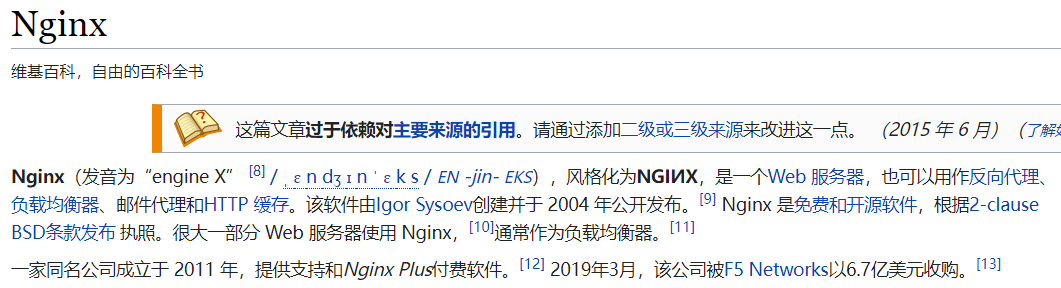 Nginx
维基百科，自由的百科全书
这篇文章过于依赖对主要来源的引用。请通过添加二级或三级来源来改进这一点。 （2015 年 6 月） （了解如
Nginx（发音为“engine X” [8] / ˌ ɛ n dʒ ɪ n ˈ ɛ k s / EN -jin- EKS），风格化为NGIИX，是一个Web 服务器，也可以用作反向代理、
负载均衡器、邮件代理和HTTP 缓存。该软件由Igor Sysoev创建并于 2004 年公开发布。[9] Nginx 是免费和开源软件，根据2-clause
BSD条款发布 执照。很大一部分 Web 服务器使用 Nginx，[10]通常作为负载均衡器。[11]
一家同名公司成立于 2011 年，提供支持和Nginx Plus付费软件。[12] 2019年3月，该公司被F5 Networks以6.7亿美元收购。[13]